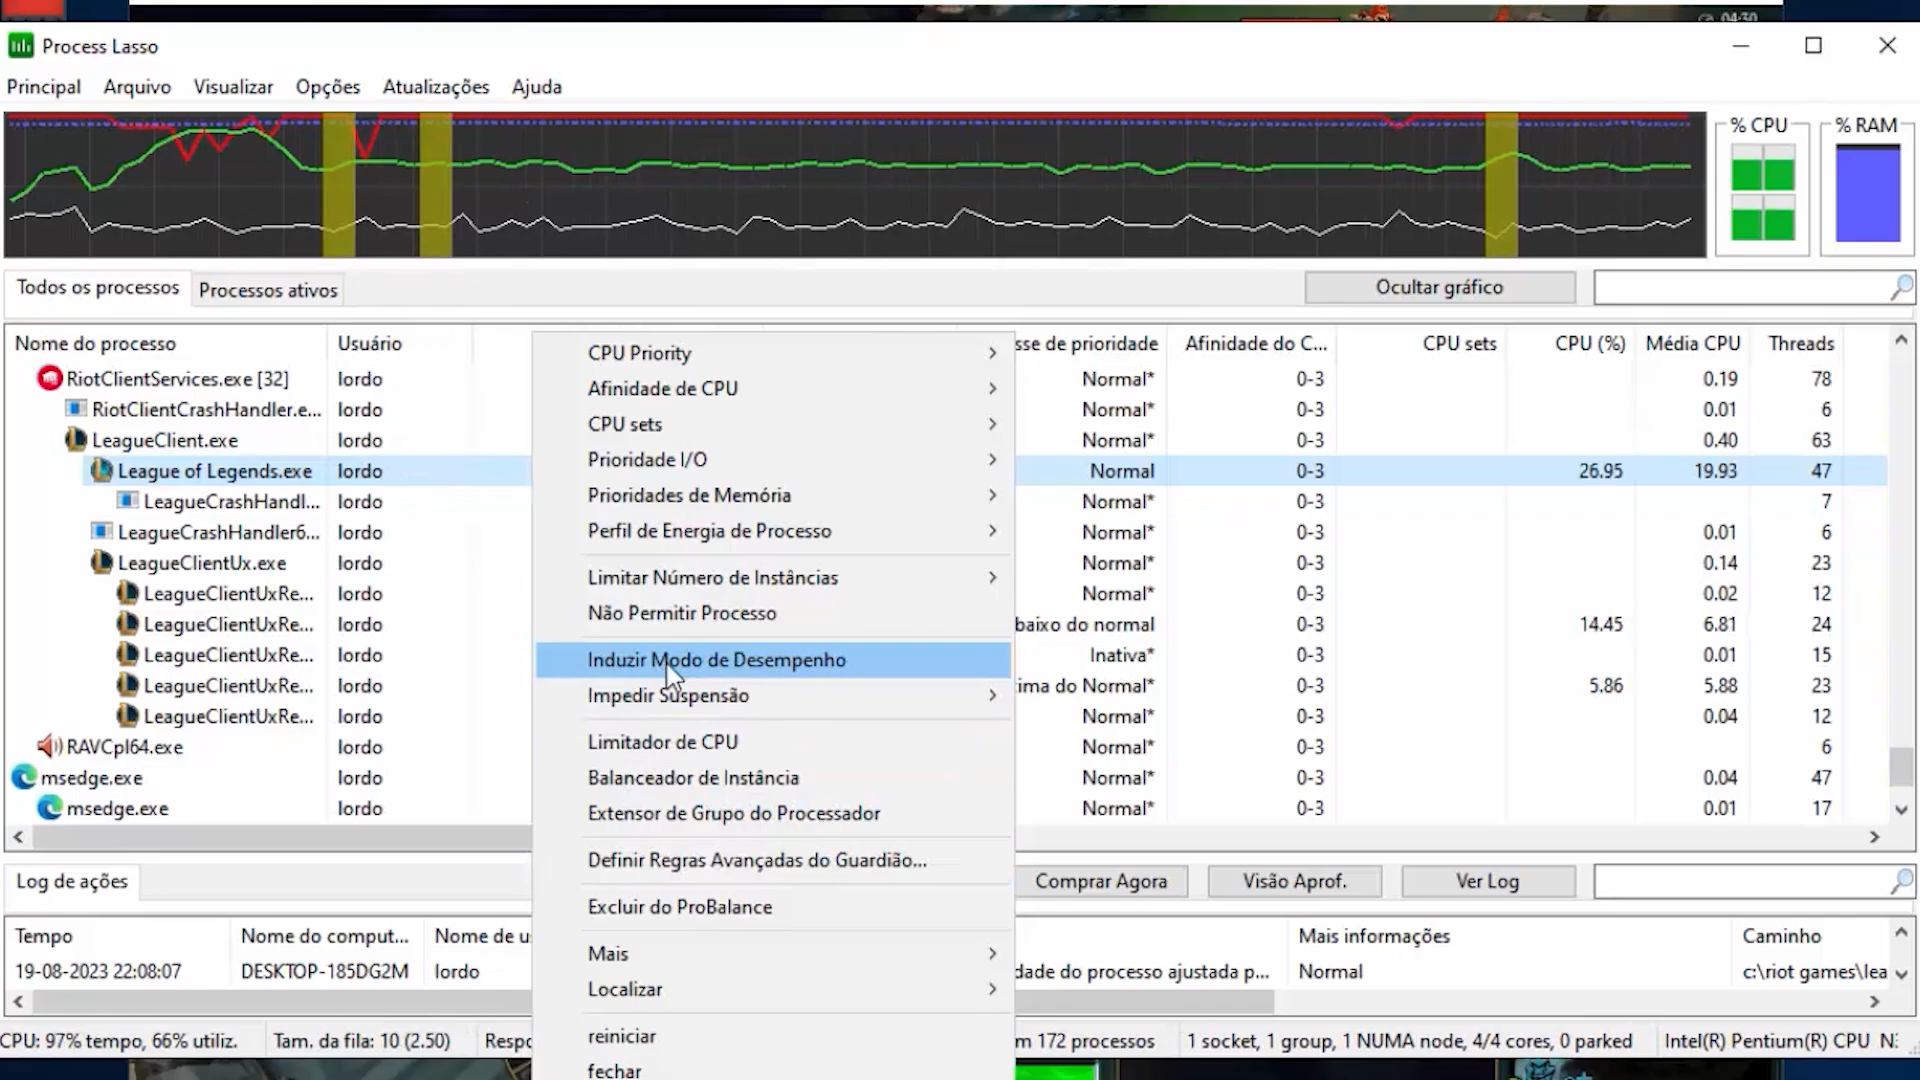 04:30
Process Lasso
Principal Arquivo Visualizar Opções Atualizações Ajuda
% CPU % RAM
Todos os processos Processos ativos Ocultar gráfico
Nome do processo Usuário sse de prioridade Afinidade do C... CPU sets CPU (%) Média CPU Threads
RiotClientServices.exe [32] lordo Normal* 0-3 0.19 78
RiotClientCrashHandler.e... lordo Normal* 0-3 0.01 6
LeagueClient.exe lordo Normal* 0-3 0.40 63
League of Legends.exe lordo Normal 0-3 26.95 19.93 47
LeagueCrashHandl... lordo Normal* 0-3 7
LeagueCrashHandler6... lordo Normal* 0-3 0.01 6
LeagueClientUx.exe lordo Normal* 0-3 0.14 23
LeagueClientUxRe... lordo Normal* 0-3 0.02 12
LeagueClientUxRe... lordo baixo do normal 0-3 14.45 6.81 24
LeagueClientUxRe... lordo Inativa* 0-3 0.01 15
LeagueClientUxRe... lordo ima do Normal* 0-3 5.86 5.88 23
LeagueClientUxRe... lordo Normal* 0-3 0.04 12
RAVCpl64.exe lordo Normal* 0-3 6
msedge.exe lordo Normal* 0-3 0.04 47
msedge.exe lordo Normal* 0-3 0.01 17
CPU Priority
Afinidade de CPU
CPU sets
Prioridade I/O
Prioridades de Memória
Perfil de Energia de Processo
Limitar Número de Instâncias
Não Permitir Processo
Induzir Modo de Desempenho
Impedir Suspensão
Limitador de CPU
Balanceador de Instância
Extensor de Grupo do Processador
Definir Regras Avançadas do Guardião...
Excluir do ProBalance
Mais
Localizar
reiniciar
fechar
Log de ações Comprar Agora Visão Aprof. Ver Log
Tempo Nome do comput... Nome de u Mais informações Caminho
19-08-2023 22:08:07 DESKTOP-185DG2M lordo dade do processo ajustada p... Normal c:\riot games\lea
CPU: 97% tempo, 66% utiliz. Tam. da fila: 10 (2.50) Respo m 172 processos 1 socket, 1 group, 1 NUMA node, 4/4 cores, 0 parked Intel(R) Pentium(R) CPU N